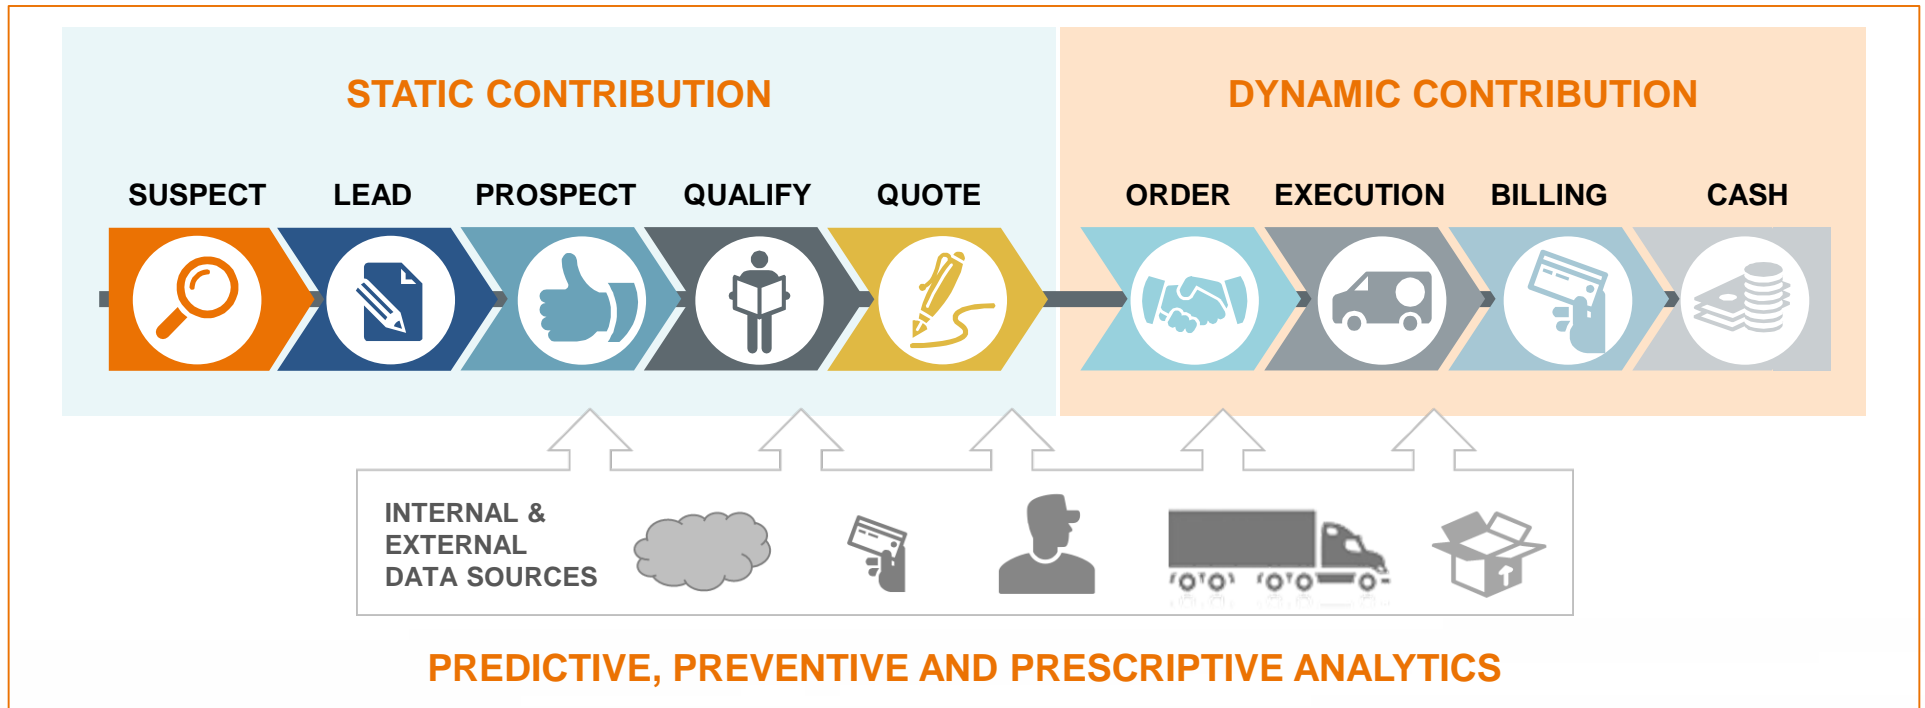 STATIC CONTRIBUTION
DYNAMIC CONTRIBUTION
SUSPECT
LEAD
PROSPECT
QUALIFY
QUOTE
ORDER
EXECUTION
BILLING
CASH
INTERNAL &
EXTERNAL
DATA SOURCES
PREDICTIVE, PREVENTIVE AND PRESCRIPTIVE ANALYTICS